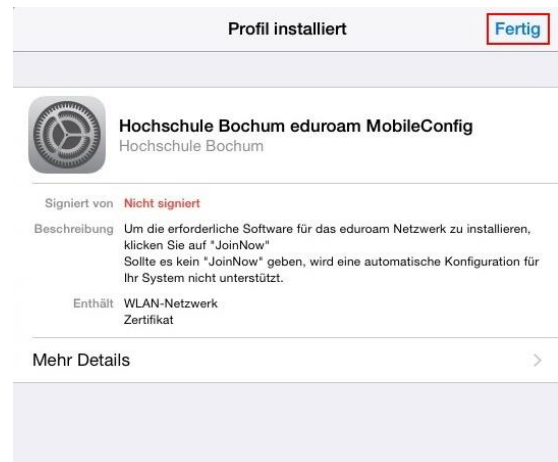 Profil installiert
Fertig
Hochschule Bochum eduroam MobileConfig
Hochschule Bochum
Signiert von Nicht signiert
Beschreibung Um die erforderliche Software für das eduroam Netzwerk zu installieren,
klicken Sie auf "JoinNow"
Sollte es kein "JoinNow" geben, wird eine automatische Konfiguration für
Ihr System nicht unterstützt.
Enthält WLAN-Netzwerk
Zertifikat
Mehr Details